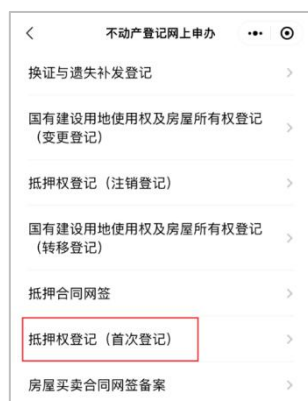 不动产登记网上申办
换证与遗失补发登记
国有建设用地使用权及房屋所有权登记
（变更登记）
抵押权登记（注销登记）
国有建设用地使用权及房屋所有权登记
（转移登记）
抵押合同网签
抵押权登记（首次登记）
房屋买卖合同网签备案